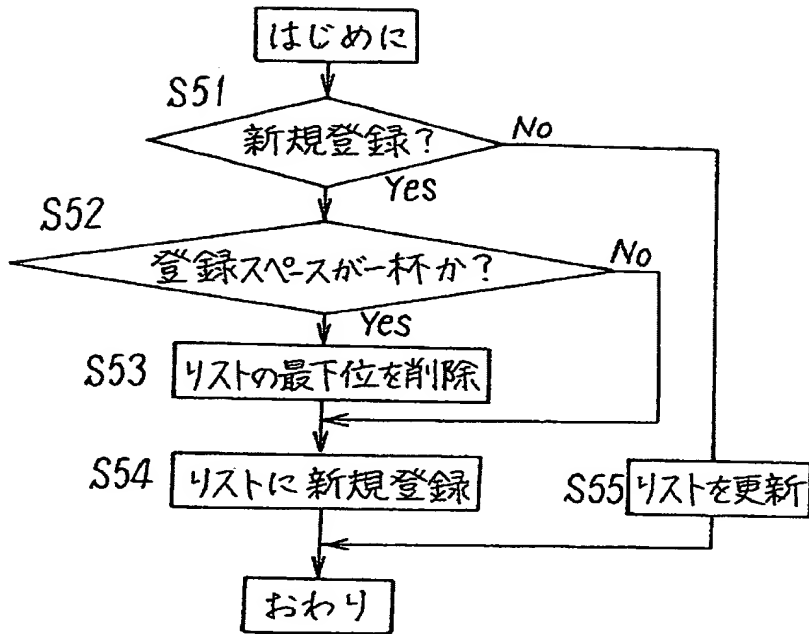 はじめに
S51
新規登録?
No
Yes
S52
登録スペースが一杯か?
No
Yes
S53
リストの最下位を削除
S54
リストに新規登録
S55
リストを更新
おわり